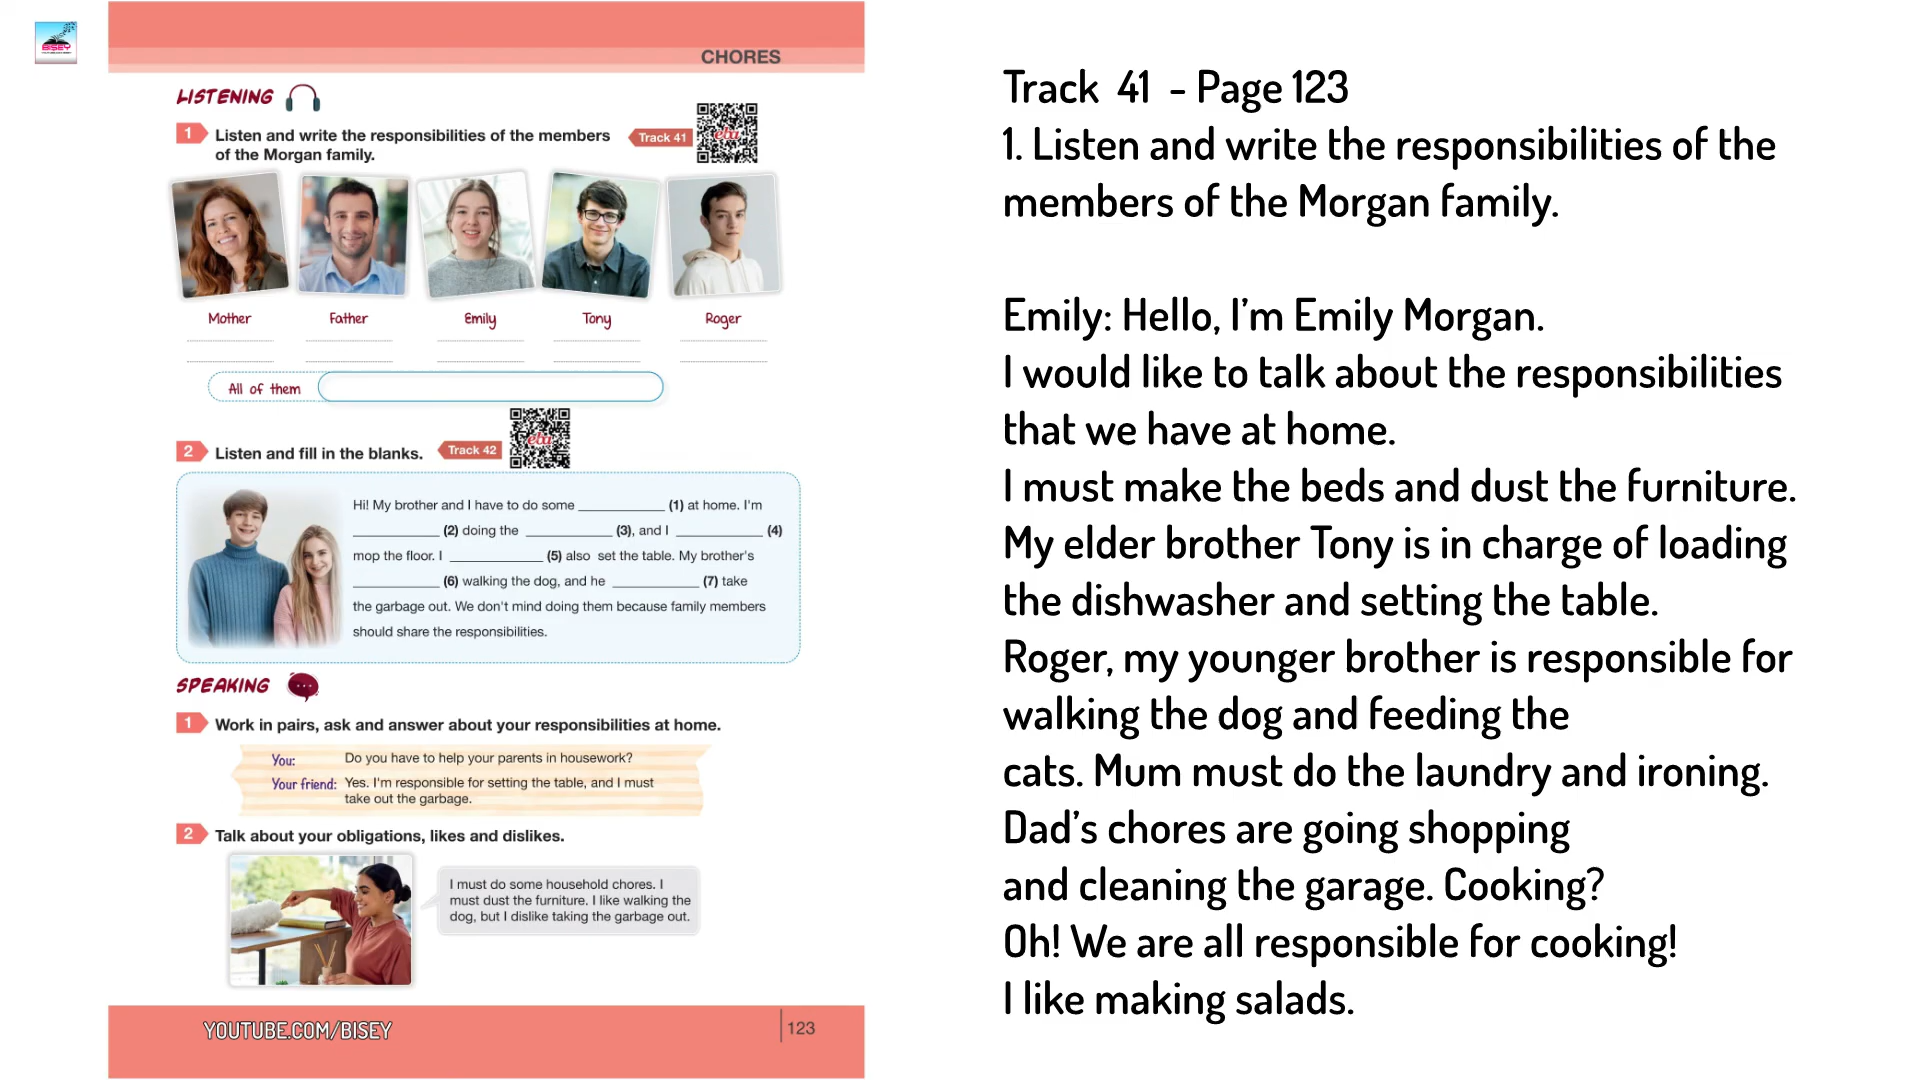 BISEY
CHORES
LISTENING
1 Listen and write the responsibilities of the members
of the Morgan family.
Track 41
eba
Mother Father Emily Tony Roger
All of them
2 Listen and fill in the blanks.
Track 42
eba
Hi! My brother and I have to do some ____________ (1) at home. I'm
____________ (2) doing the ____________ (3), and I ____________ (4)
mop the floor. I ____________ (5) also set the table. My brother's
____________ (6) walking the dog, and he ____________ (7) take
the garbage out. We don't mind doing them because family members
should share the responsibilities.
SPEAKING
1 Work in pairs, ask and answer about your responsibilities at home.
You: Do you have to help your parents in housework?
Your friend: Yes. I'm responsible for setting the table, and I must
take out the garbage.
2 Talk about your obligations, likes and dislikes.
I must do some household chores. I
must dust the furniture. I like walking the
dog, but I dislike taking the garbage out.
YOUTUBE.COM/BISEY
123
Track 41 - Page 123
1. Listen and write the responsibilities of the
members of the Morgan family.
Emily: Hello, I'm Emily Morgan.
I would like to talk about the responsibilities
that we have at home.
I must make the beds and dust the furniture.
My elder brother Tony is in charge of loading
the dishwasher and setting the table.
Roger, my younger brother is responsible for
walking the dog and feeding the
cats. Mum must do the laundry and ironing.
Dad's chores are going shopping
and cleaning the garage. Cooking?
Oh! We are all responsible for cooking!
I like making salads.